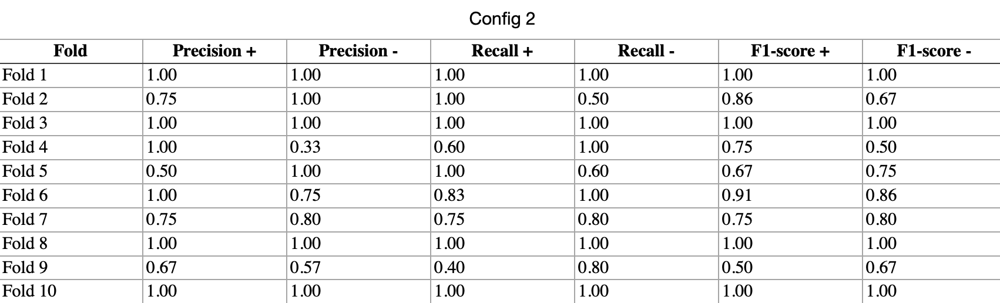 Config 2
Fold Precision + Precision - Recall + Recall - F1-score + F1-score -
Fold 1 1.00 1.00 1.00 1.00 1.00 1.00
Fold 2 0.75 1.00 1.00 0.50 0.86 0.67
Fold 3 1.00 1.00 1.00 1.00 1.00 1.00
Fold 4 1.00 0.33 0.60 1.00 0.75 0.50
Fold 5 0.50 1.00 1.00 0.60 0.67 0.75
Fold 6 1.00 0.75 0.83 1.00 0.91 0.86
Fold 7 0.75 0.80 0.75 0.80 0.75 0.80
Fold 8 1.00 1.00 1.00 1.00 1.00 1.00
Fold 9 0.67 0.57 0.40 0.80 0.50 0.67
Fold 10 1.00 1.00 1.00 1.00 1.00 1.00